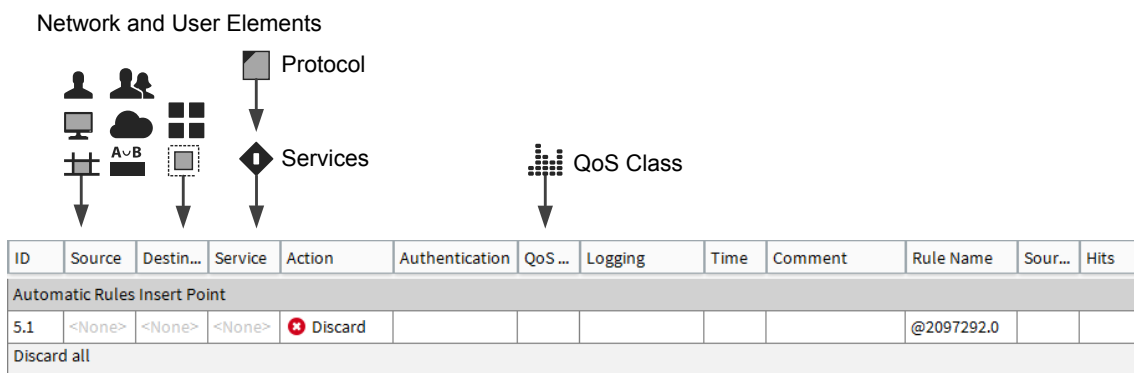 Network and User Elements
Protocol
A∪B
Services
QoS Class
ID Source Destin... Service Action Authentication QoS ... Logging Time Comment Rule Name Sour... Hits
Automatic Rules Insert Point
5.1 <None> <None> <None> Discard @2097292.0
Discard all